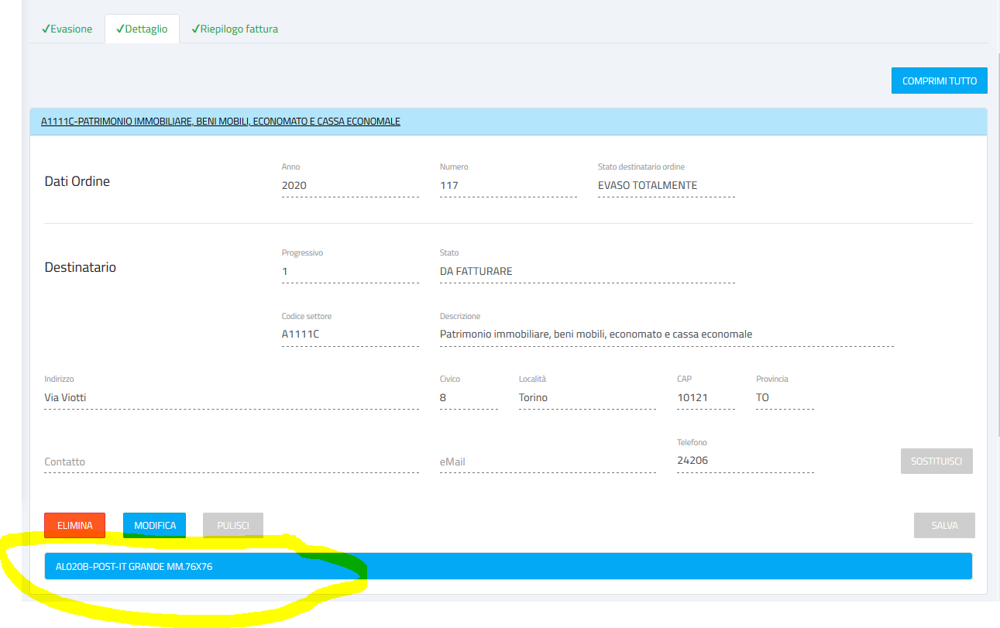 ✓Evasione ✓Dettaglio ✓Riepilogo fattura
COMPRIMI TUTTO
A1111C-PATRIMONIO IMMOBILIARE, BENI MOBILI, ECONOMATO E CASSA ECONOMALE
Dati Ordine
Anno Numero Stato destinatario ordine
2020 117 EVASO TOTALMENTE
Destinatario
Progressivo Stato
1 DA FATTURARE
Codice settore Descrizione
A1111C Patrimonio immobiliare, beni mobili, economato e cassa economale
Indirizzo Civico Località CAP Provincia
Via Viotti 8 Torino 10121 TO
Contatto eMail
Telefono
24206
SOSTITUISCI
ELIMINA MODIFICA PULISCI SALVA
AL020B-POST-IT GRANDE MM.76X76